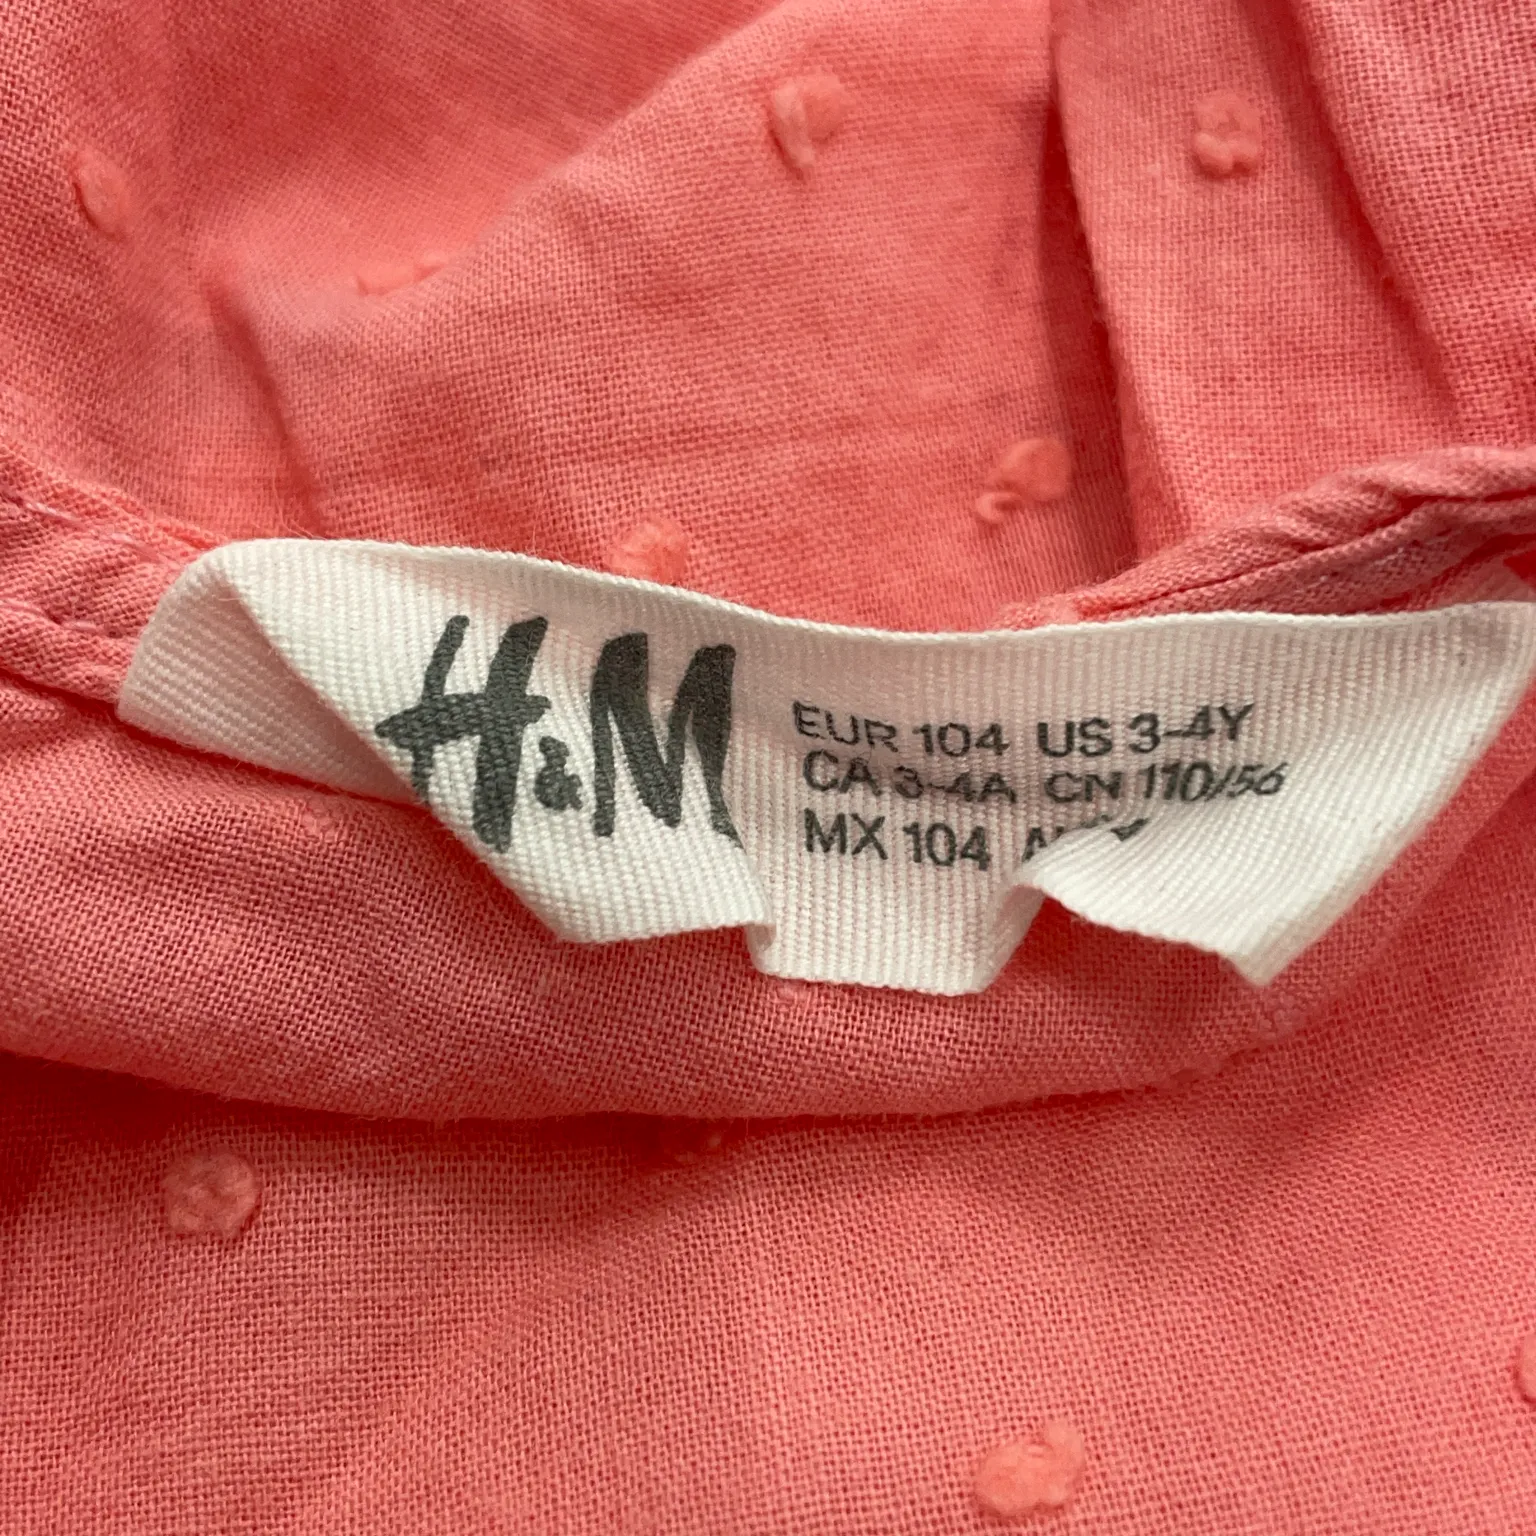 H&M
EUR 104 US 3-4Y
CA 3-4A CN 110/56
MX 104